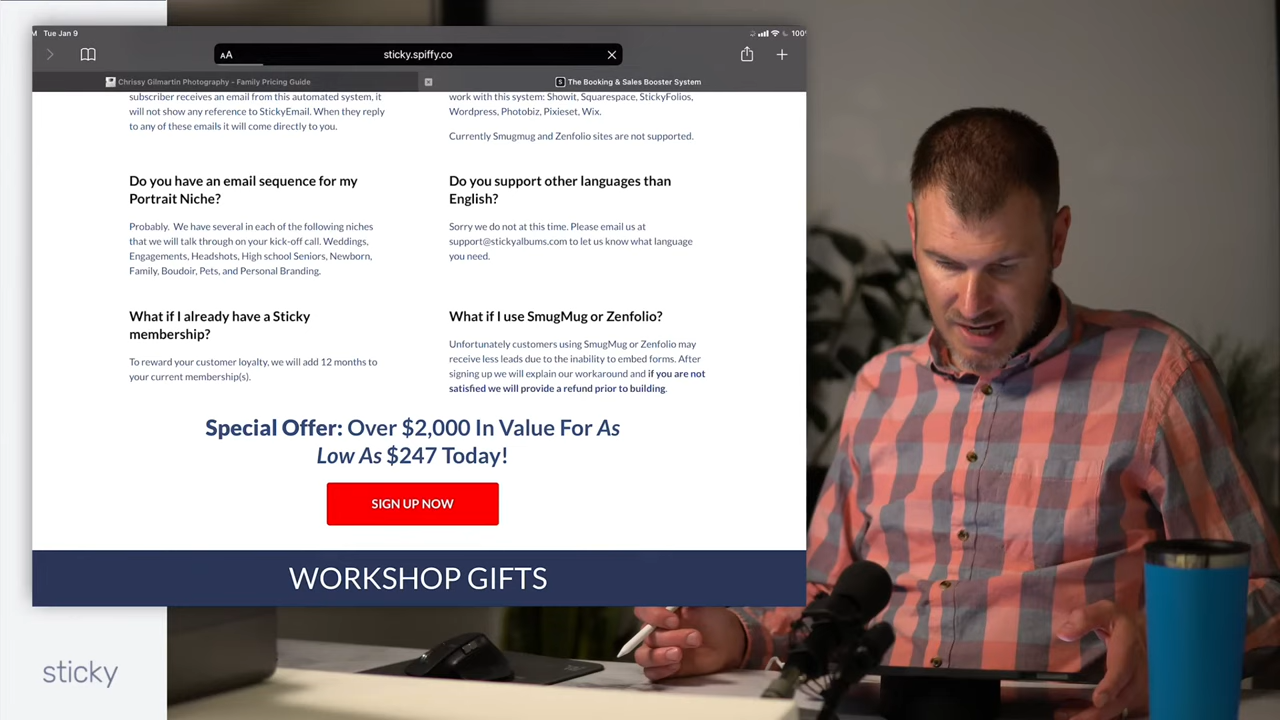 Tue Jan 9
100%
AA
sticky.spiffy.co
Chrissy Gilmartin Photography - Family Pricing Guide
S The Booking & Sales Booster System
subscriber receives an email from this automated system, it
will not show any reference to StickyEmail. When they reply
to any of these emails it will come directly to you.
work with this system: Showit, Squarespace, StickyFolios,
Wordpress, Photobiz, Pixieset, Wix.
Currently Smugmug and Zenfolio sites are not supported.
Do you have an email sequence for my
Portrait Niche?
Probably. We have several in each of the following niches
that we will talk through on your kick-off call. Weddings,
Engagements, Headshots, High school Seniors, Newborn,
Family, Boudoir, Pets, and Personal Branding.
Do you support other languages than
English?
Sorry we do not at this time. Please email us at
support@stickyalbums.com to let us know what language
you need.
What if I already have a Sticky
membership?
To reward your customer loyalty, we will add 12 months to
your current membership(s).
What if I use SmugMug or Zenfolio?
Unfortunately customers using SmugMug or Zenfolio may
receive less leads due to the inability to embed forms. After
signing up we will explain our workaround and if you are not
satisfied we will provide a refund prior to building.
Special Offer: Over $2,000 In Value For As
Low As $247 Today!
SIGN UP NOW
WORKSHOP GIFTS
sticky